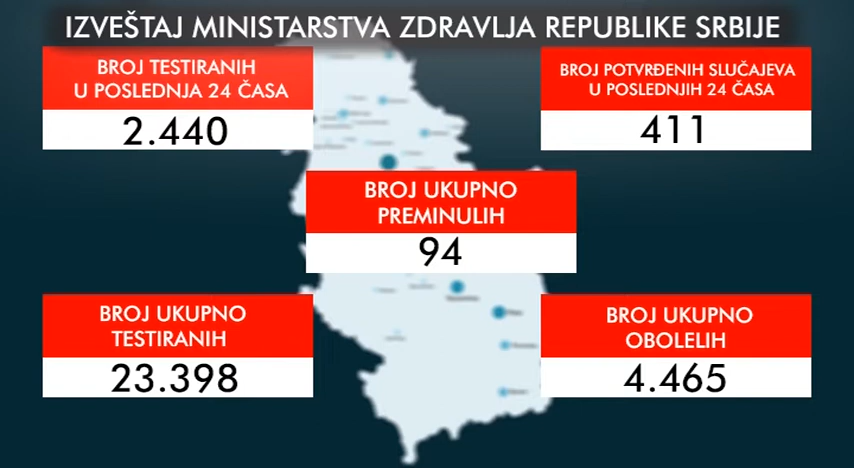 IZVEŠTAJ MINISTARSTVA ZDRAVLJA REPUBLIKE SRBIJE
BROJ TESTIRANIH
U POSLEDNJA 24 ČASA
2.440
BROJ POTVRĐENIH SLUČAJEVA
U POSLEDNJIH 24 ČASA
411
BROJ UKUPNO
PREMINULIH
94
BROJ UKUPNO
TESTIRANIH
23.398
BROJ UKUPNO
OBOLELIH
4.465